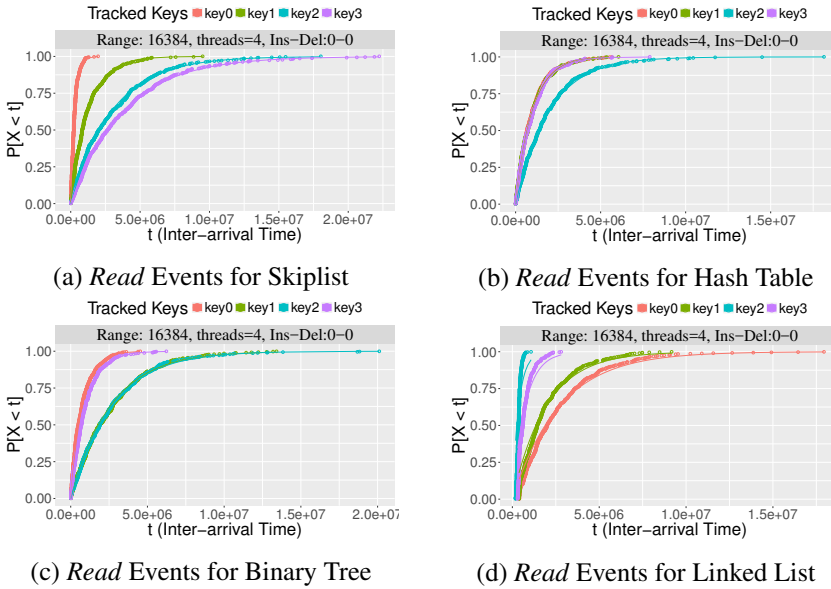 Tracked Keys key0 key1 key2 key3
Range: 16384, threads=4, Ins−Del:0−0
1.00
0.75
0.50
0.25
0.00
P[X < t]
0.0e+00 5.0e+06 1.0e+07 1.5e+07 2.0e+07
t (Inter−arrival Time)
(a) Read Events for Skiplist
Tracked Keys key0 key1 key2 key3
Range: 16384, threads=4, Ins−Del:0−0
1.00
0.75
0.50
0.25
0.00
P[X < t]
0.0e+00 5.0e+06 1.0e+07 1.5e+07
t (Inter−arrival Time)
(b) Read Events for Hash Table
Tracked Keys key0 key1 key2 key3
Range: 16384, threads=4, Ins−Del:0−0
1.00
0.75
0.50
0.25
0.00
P[X < t]
0.0e+00 5.0e+06 1.0e+07 1.5e+07 2.0e+07
t (Inter−arrival Time)
(c) Read Events for Binary Tree
Tracked Keys key0 key1 key2 key3
Range: 16384, threads=4, Ins−Del:0−0
1.00
0.75
0.50
0.25
0.00
P[X < t]
0.0e+00 5.0e+06 1.0e+07 1.5e+07
t (Inter−arrival Time)
(d) Read Events for Linked List